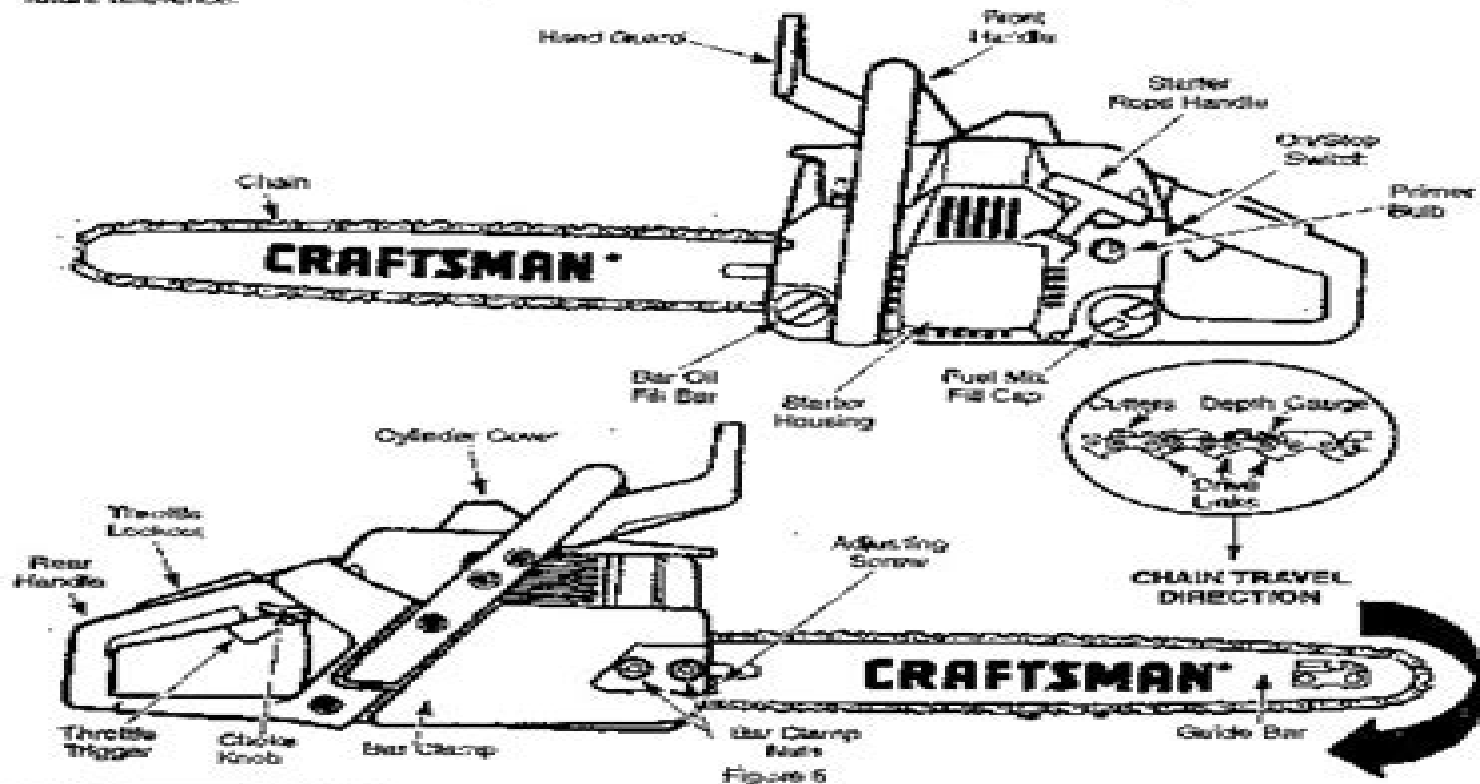 Hand Guard
Front
Handle
Starter
Rope Handle
On/Stop
Switch
Primer
Bulb
Chain
CRAFTSMAN
Bar Oil
Fill Bar
Starter
Housing
Fuel Mix
Fill Cap
Cutters Depth Gauge
Drive
Links
CHAIN TRAVEL
DIRECTION
Cylinder Cover
Throttle
Lockout
Rear
Handle
Adjusting
Screw
CRAFTSMAN
Throttle
Trigger
Choke
Knob
Bar Clamp
Bar Clamp
Nuts
Guide Bar
Figure 6